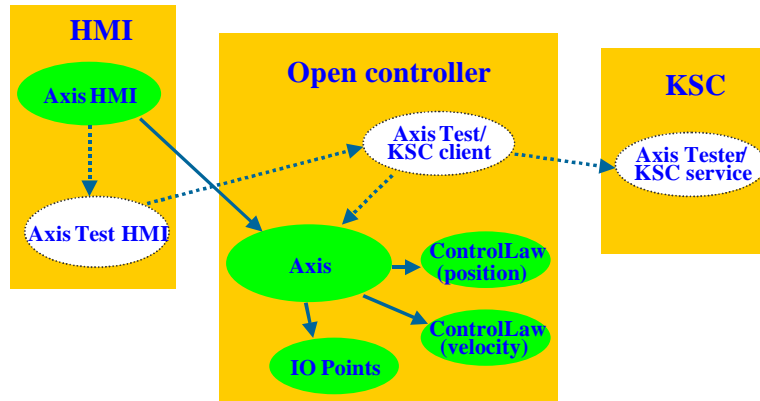 HMI
Axis HMI
Axis Test HMI
Open controller
Axis Test/
KSC client
Axis
ControlLaw
(position)
ControlLaw
(velocity)
IO Points
KSC
Axis Tester/
KSC service